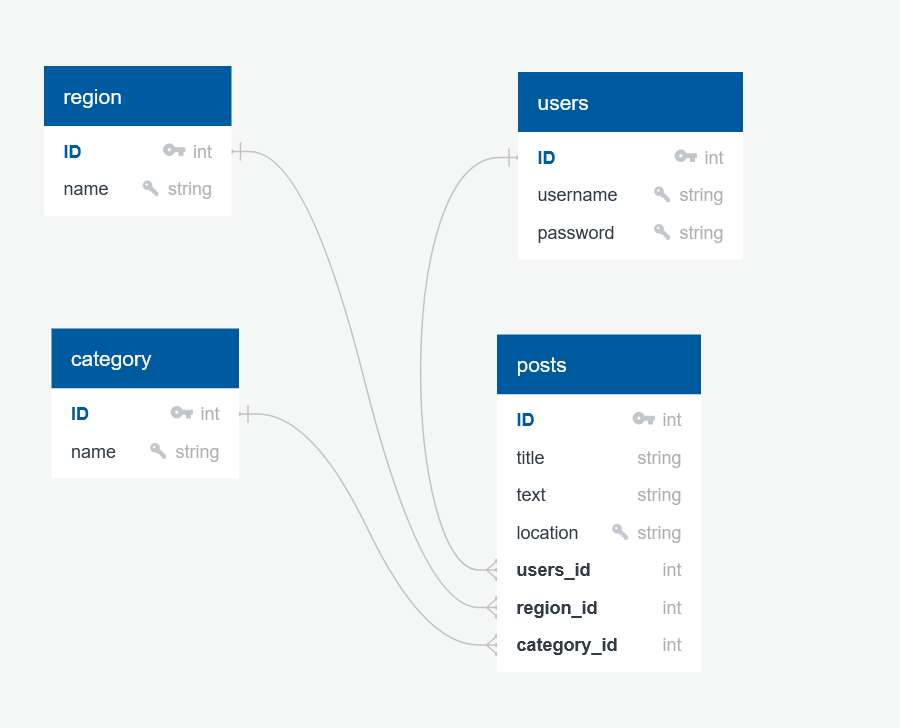 region
ID int
name string
users
ID int
username string
password string
category
ID int
name string
posts
ID int
title string
text string
location string
users_id int
region_id int
category_id int